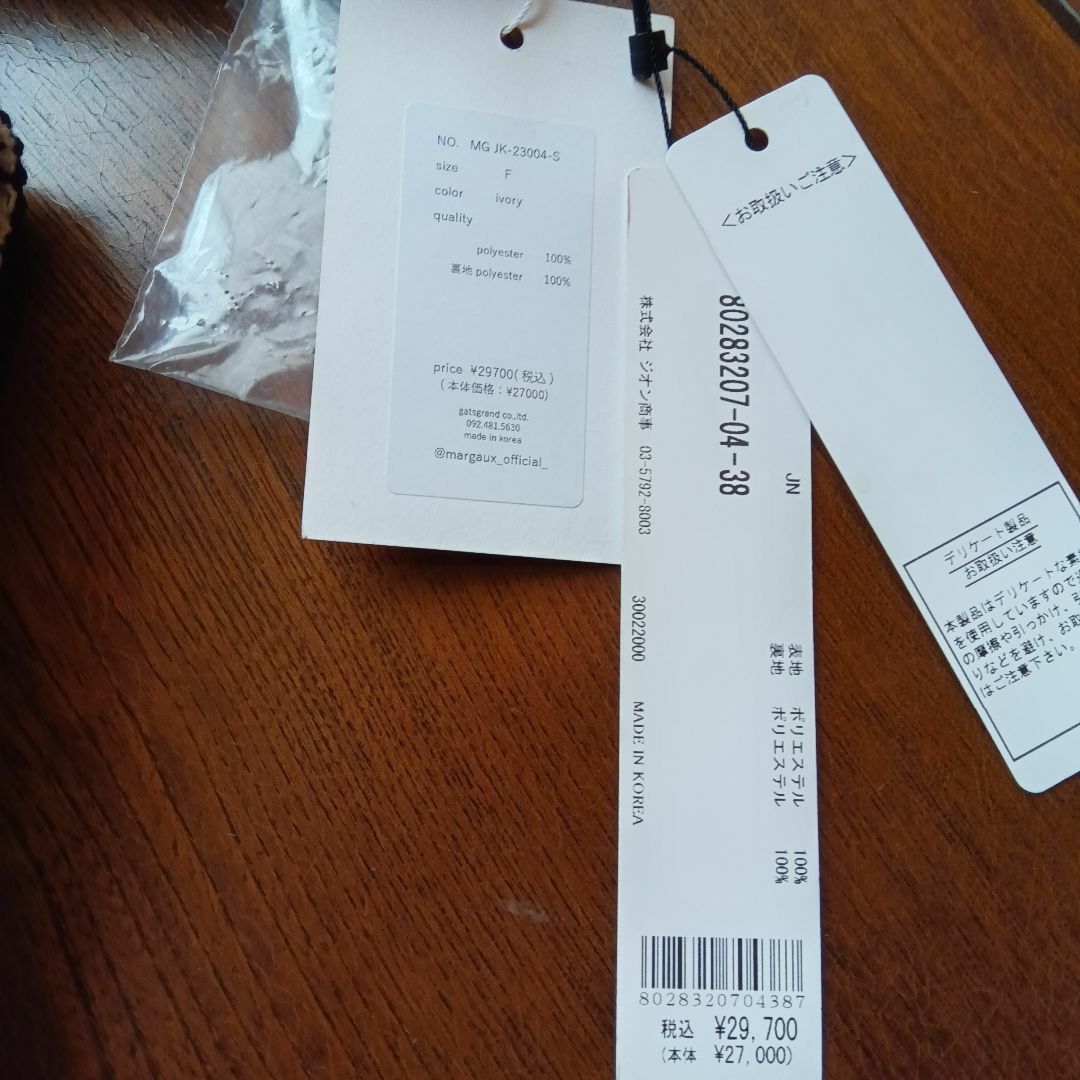 NO. MG JK-23004-S
size F
color ivory
quality
polyester 100%
裏地 polyester 100%
price ¥29700(税込)
(本体価格:¥27000)
gatsgrand co.,ltd.
092.481.5630
made in korea
@margaux_official_
80283207-04-38
JN
株式会社 ジオン商事 03-5792-8003
30022000 MADE IN KOREA
表地 ポリエステル 100%
裏地 ポリエステル 100%
8028320704387
税込 ¥29,700
(本体 ¥27,000)
<お取扱いご注意>
デリケート製品
お取扱い注意
本製品はデリケートな素
を使用していますので
の摩擦や引っかけ、引
りなどを避け、お取
はご注意下さい。